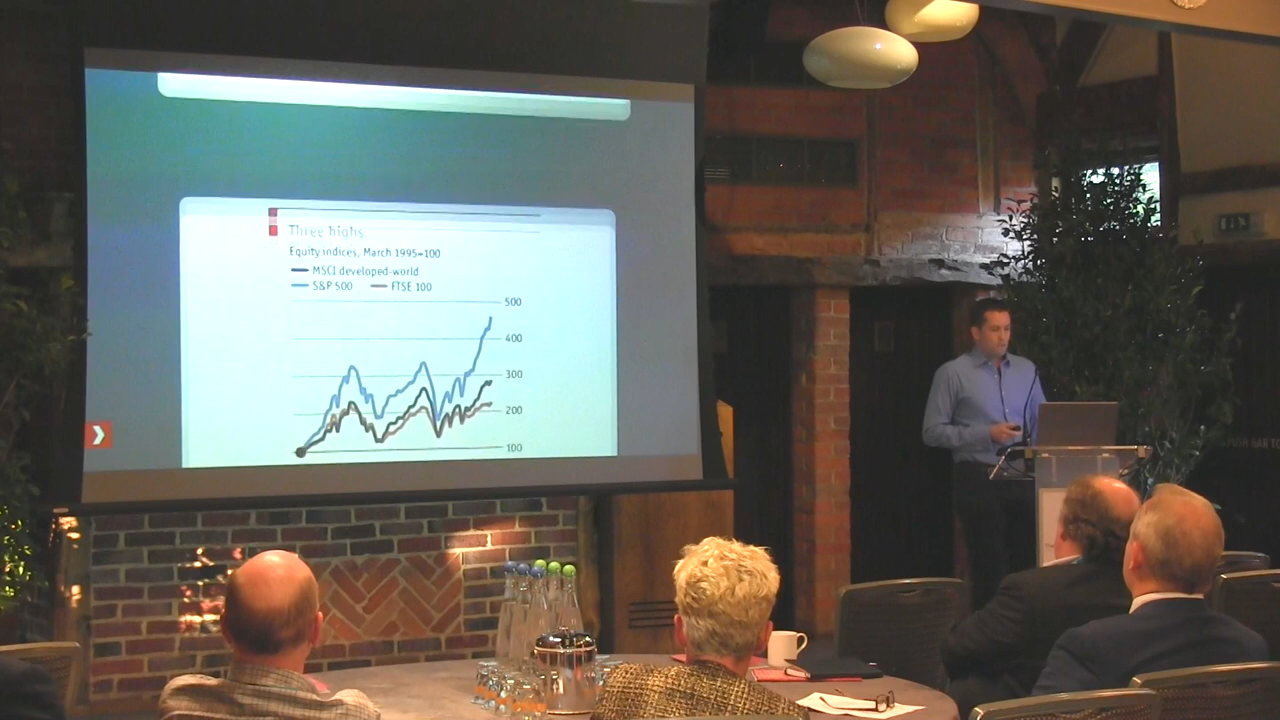 Three highs
Equity indices, March 1995=100
MSCI developed-world
S&P 500 FTSE 100
500
400
300
200
100